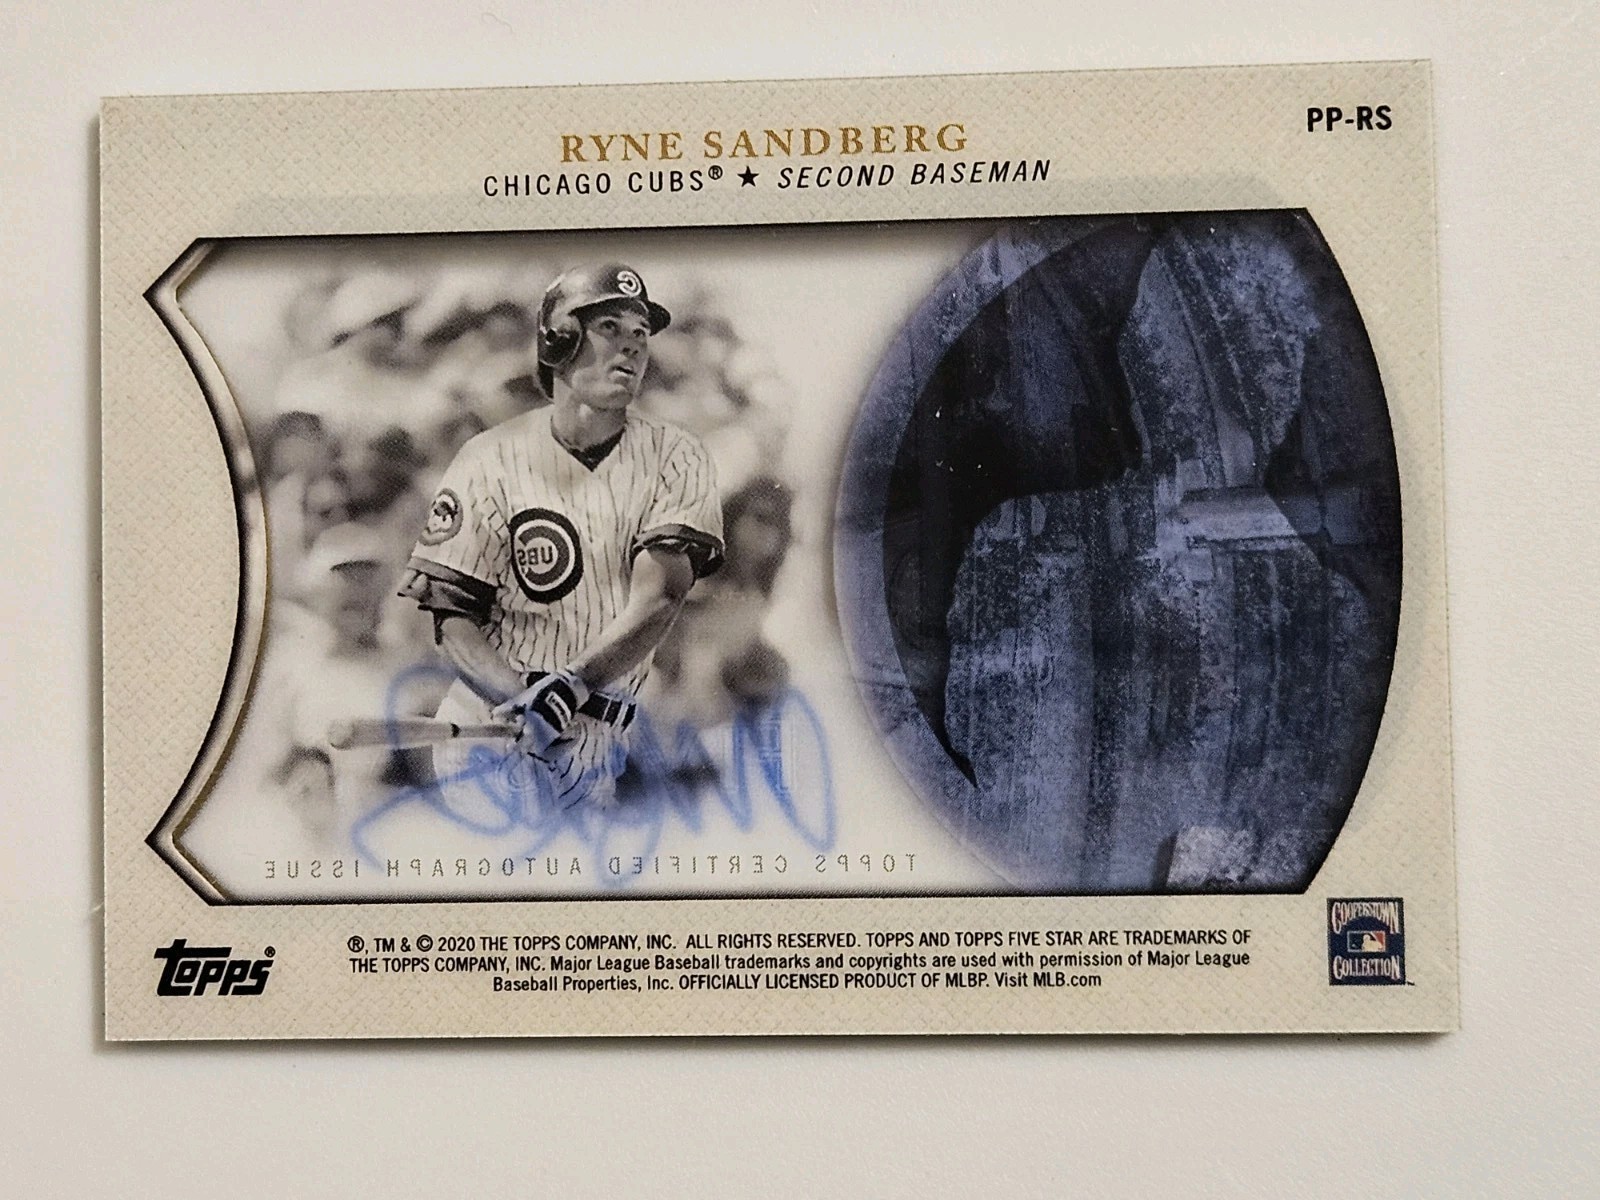 PP-RS
RYNE SANDBERG
CHICAGO CUBS® ★ SECOND BASEMAN
CUBS
TOPPS CERTIFIED AUTOGRAPH ISSUE
topps®
®, TM & © 2020 THE TOPPS COMPANY, INC. ALL RIGHTS RESERVED. TOPPS AND TOPPS FIVE STAR ARE TRADEMARKS OF
THE TOPPS COMPANY, INC. Major League Baseball trademarks and copyrights are used with permission of Major League
Baseball Properties, Inc. OFFICIALLY LICENSED PRODUCT OF MLBP. Visit MLB.com
COOPERSTOWN
COLLECTION™